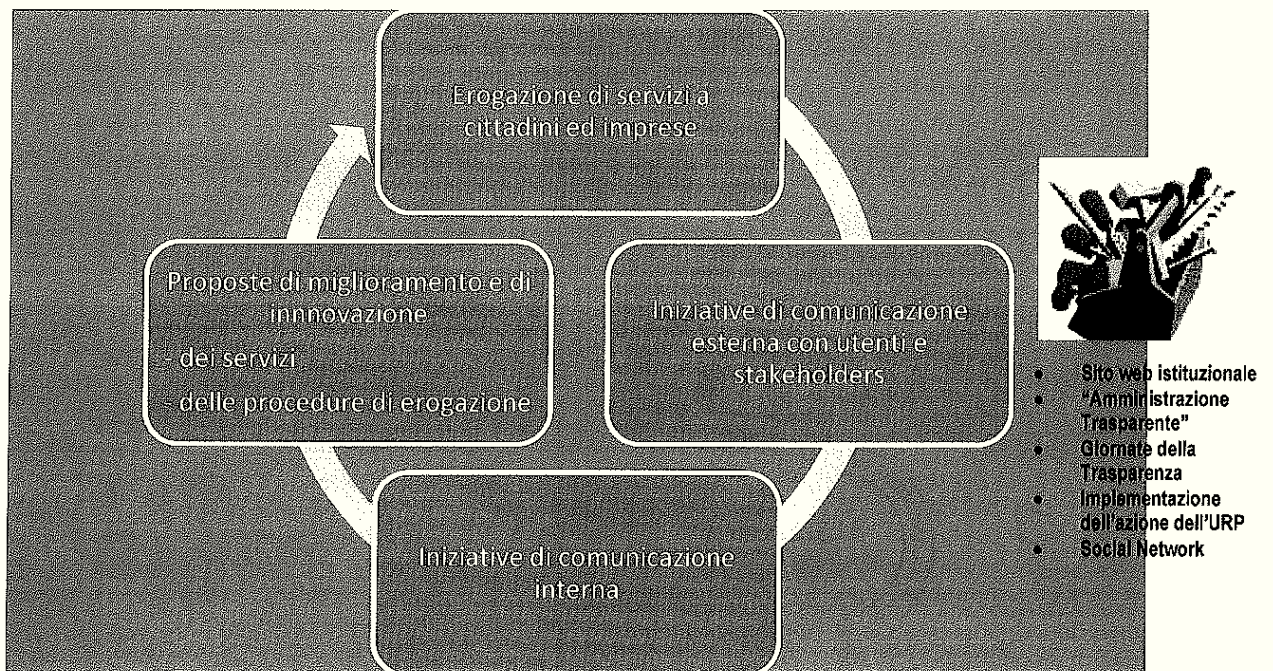 Erogazione di servizi a
cittadini ed imprese
Proposte di miglioramento e di
innnovazione
- dei servizi
- delle procedure di erogazione
Iniziative di comunicazione
esterna con utenti e
stakeholders
Iniziative di comunicazione
interna
• Sito web istituzionale
• “Amministrazione
Trasparente”
• Giornate della
Trasparenza
• Implementazione
dell'azione dell'URP
• Social Network